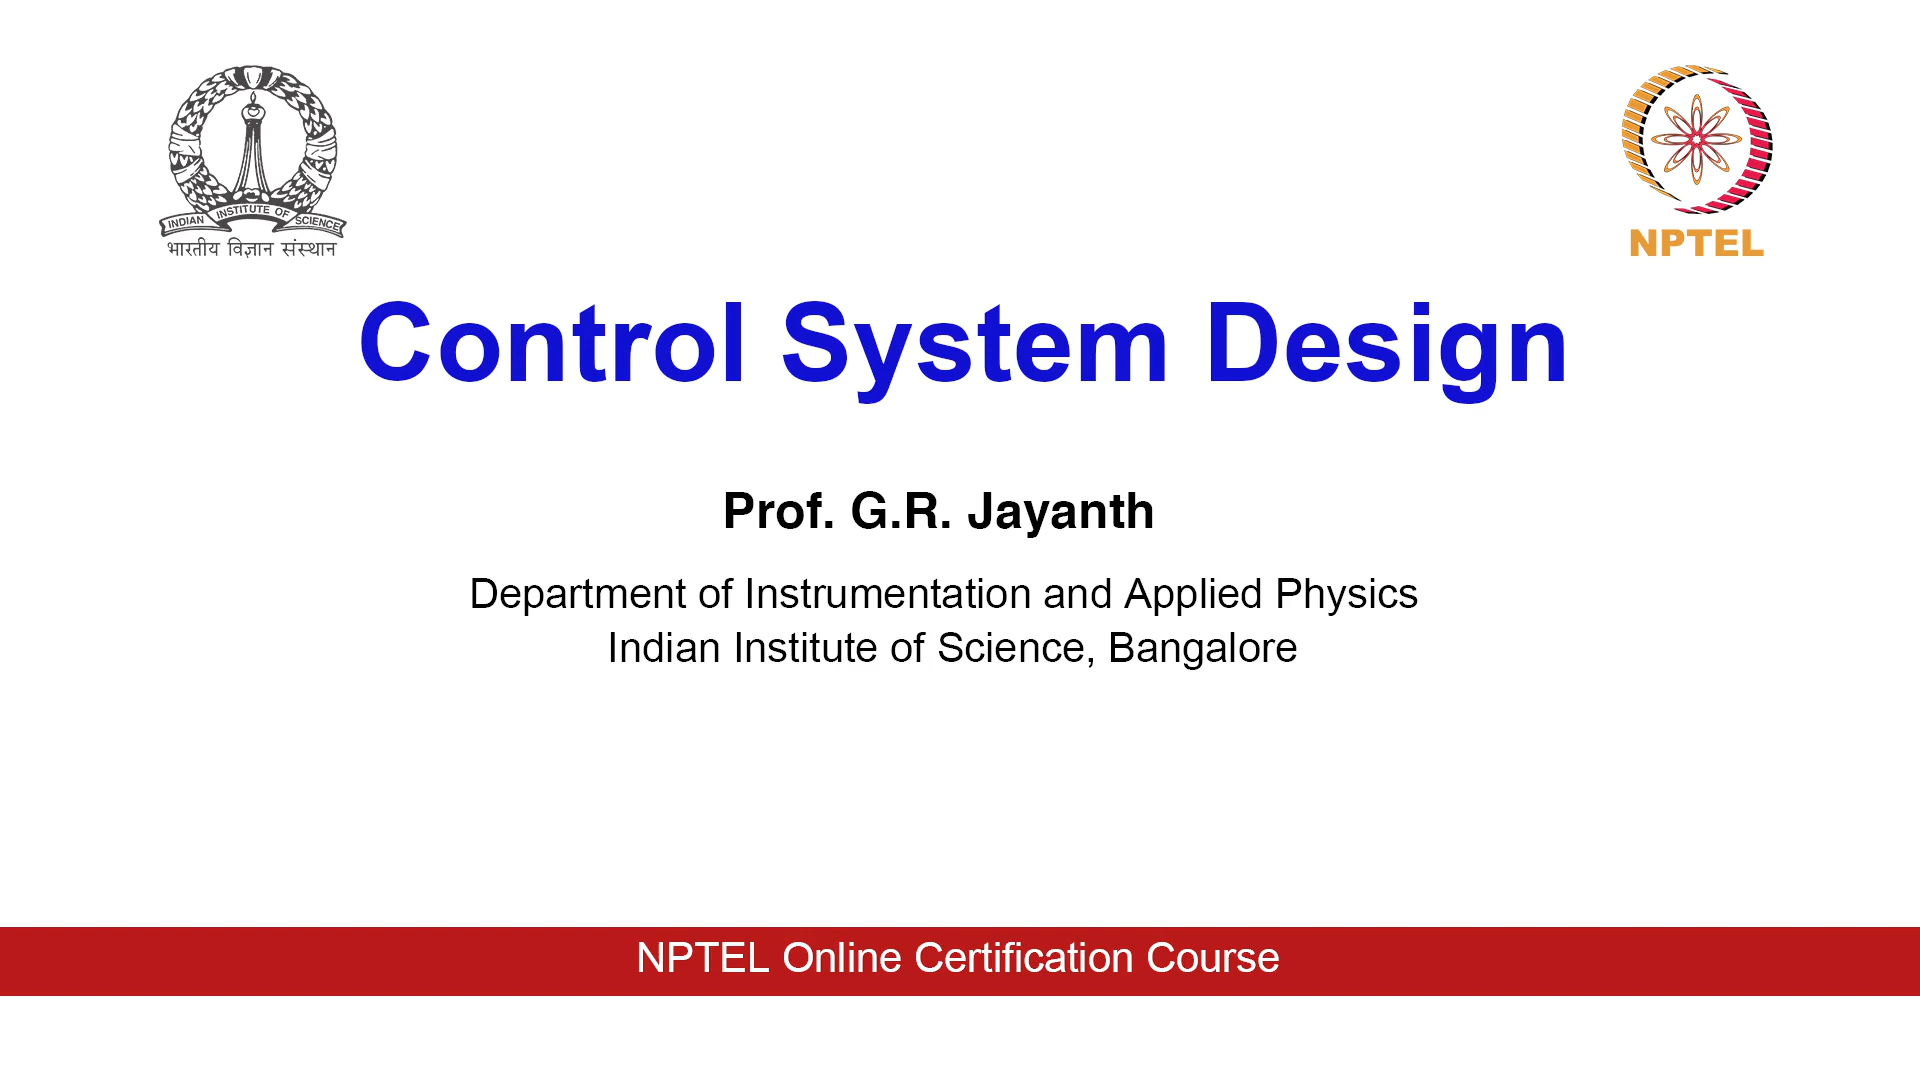 INDIAN INSTITUTE OF SCIENCE
भारतीय विज्ञान संस्थान
NPTEL
Control System Design
Prof. G.R. Jayanth
Department of Instrumentation and Applied Physics
Indian Institute of Science, Bangalore
NPTEL Online Certification Course